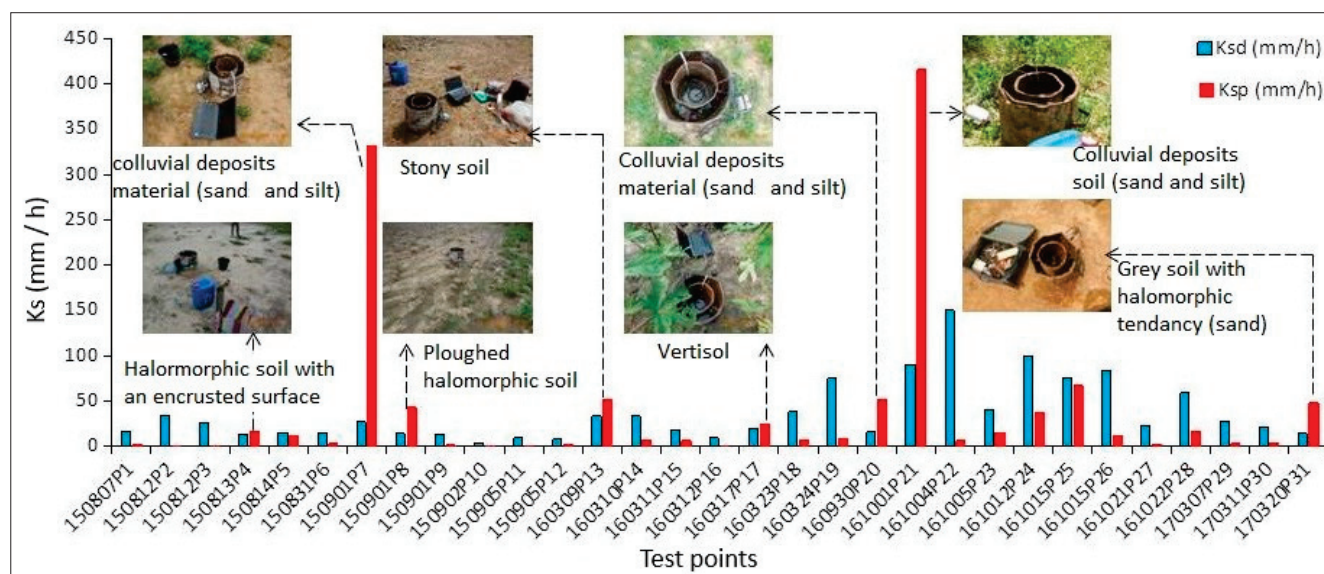 450
400
350
300
250
200
150
100
50
0
Ks (mm / h)
Ksd (mm/h)
Ksp (mm/h)
colluvial deposits
material (sand and silt)
Stony soil
Colluvial deposits
material (sand and silt)
Colluvial deposits
soil (sand and silt)
Halormorphic soil with
an encrusted surface
Ploughed
halomorphic soil
Vertisol
Grey soil with
halomorphic
tendancy (sand)
150807P1
150812P2
150812P3
150813P4
150814P5
150831P6
150901P7
150901P8
150901P9
150902P10
150905P11
150905P12
160309P13
160310P14
160311P15
160312P16
160317P17
160323P18
160324P19
160930P20
161001P21
161004P22
161005P23
161012P24
161015P25
161015P26
161021P27
161022P28
170307P29
170311P30
170320P31
Test points